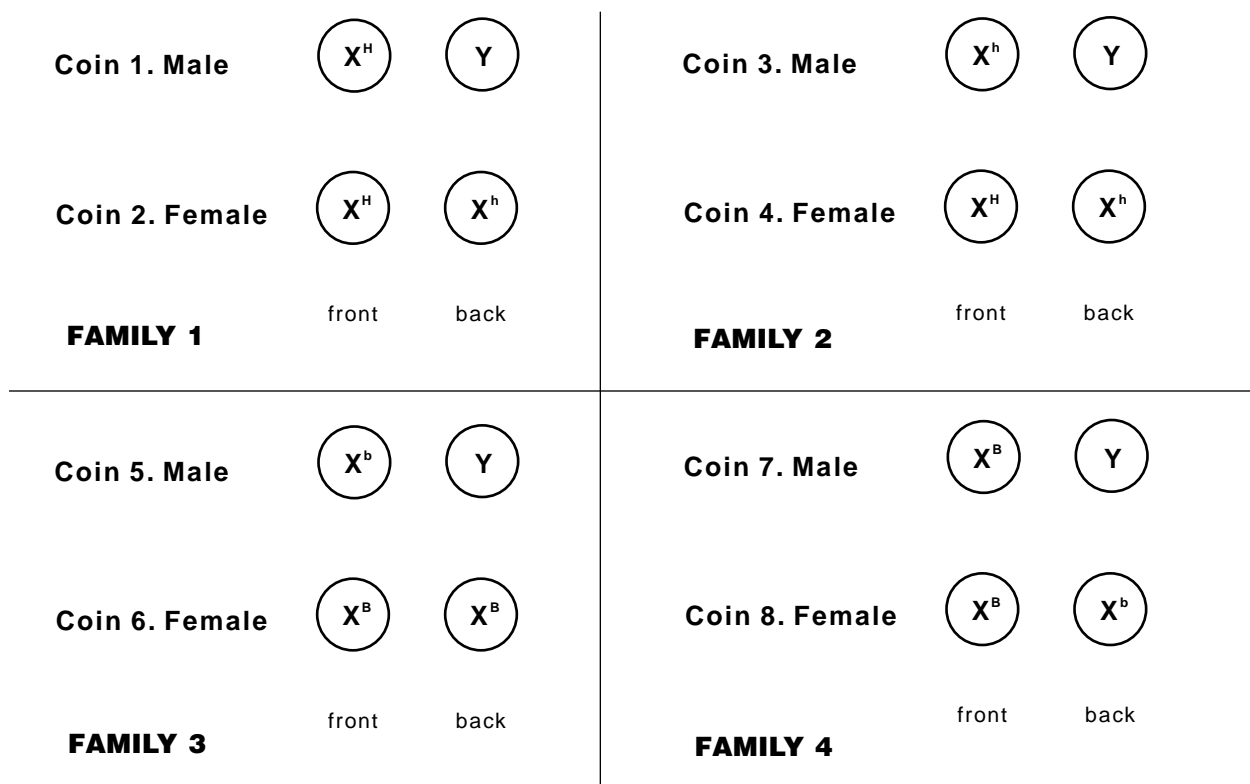 Coin 1. Male X^H Y
Coin 2. Female X^H X^h
front back
FAMILY 1
Coin 3. Male X^h Y
Coin 4. Female X^H X^h
front back
FAMILY 2
Coin 5. Male X^b Y
Coin 6. Female X^B X^B
front back
FAMILY 3
Coin 7. Male X^B Y
Coin 8. Female X^B X^b
front back
FAMILY 4